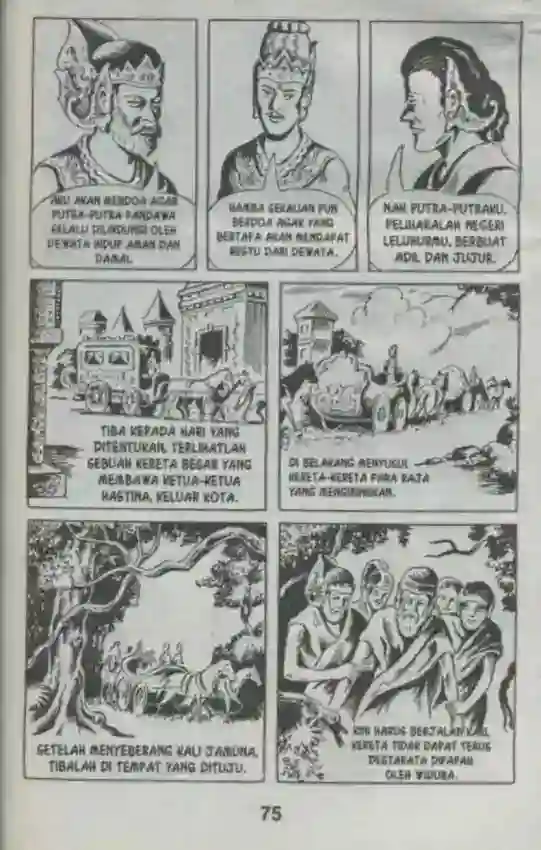 AKU AKAN BERDOA AGAR
PUTRA-PUTRA PANDAWA
SELALU DILINDUNGI OLEH
DEWATA HIDUP AMAN DAN
DAMAI.
HAMBA SEKALIAN PUN
BERDOA AGAR YANG
BERTAPA AKAN MENDAPAT
RESTU DARI DEWATA.
NAH PUTRA-PUTRAKU,
PELIHARALAH NEGERI
LELUHURMU, BERBUAT
ADIL DAN JUJUR.
TIBA KEPADA HARI YANG
DITENTUKAN, TERLIHATLAH
SEBUAH KERETA BESAR YANG
MEMBAWA KETUA-KETUA
HASTINA, KELUAR KOTA.
DI BELAKANG MENYUSUL
KERETA-KERETA PARA RAJA
YANG MENGIRINGKAN.
SETELAH MENYEBERANG KALI JAMUNA,
TIBALAH DI TEMPAT YANG DITUJU.
KINI HARUS BERJALAN KAKI,
KERETA TIDAK DAPAT TERUS
DESTARATA DIPAPAH
OLEH WIDURA.
75